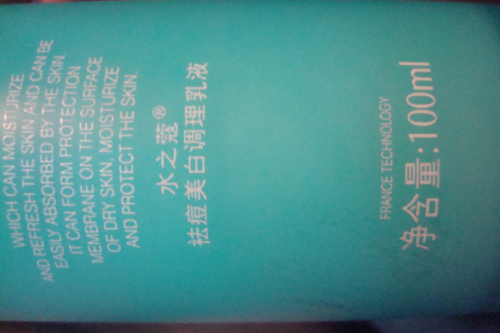 WHICH CAN MOISTURIZE
AND REFRESH THE SKIN AND CAN BE
EASILY ABSORBED BY THE SKIN.
IT CAN FORM PROTECTION
MEMBRANE ON THE SURFACE
OF DRY SKIN, MOISTURIZE
AND PROTECT THE SKIN.
水之蔻®
祛痘美白调理乳液
FRANCE TECHNOLOGY
净含量:100ml